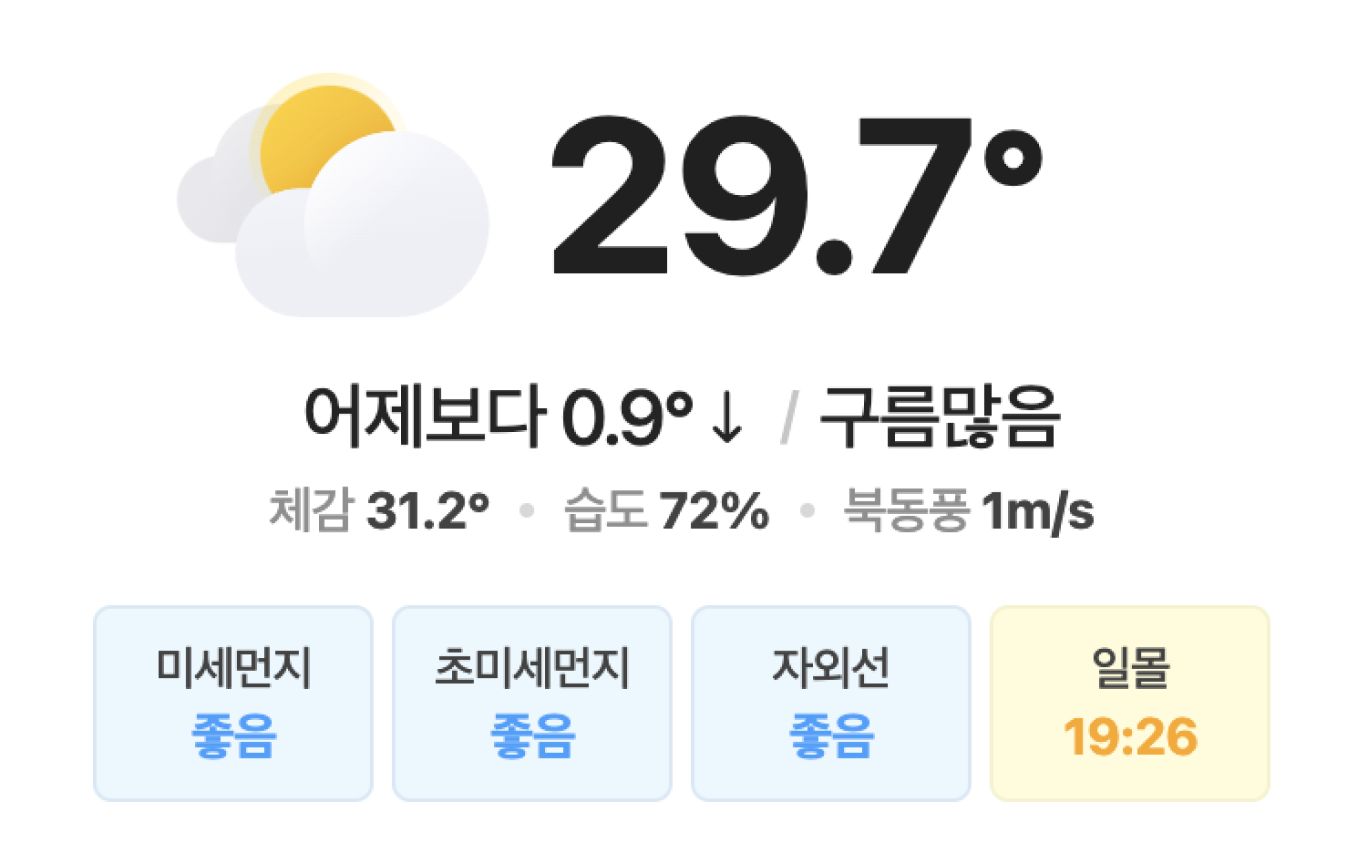 29.7°
어제보다 0.9° ↓ / 구름많음
체감 31.2° • 습도 72% • 북동풍 1m/s
미세먼지 초미세먼지 자외선 일몰
좋음 좋음 좋음 19:26